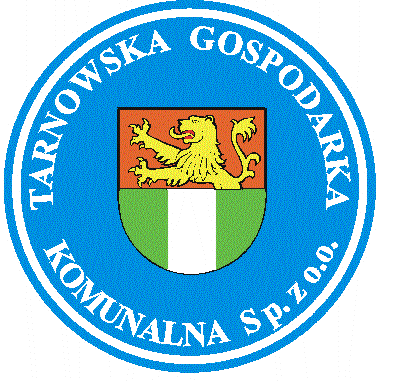 TARNOWSKA GOSPODARKA
KOMUNALNA Sp. z o.o.